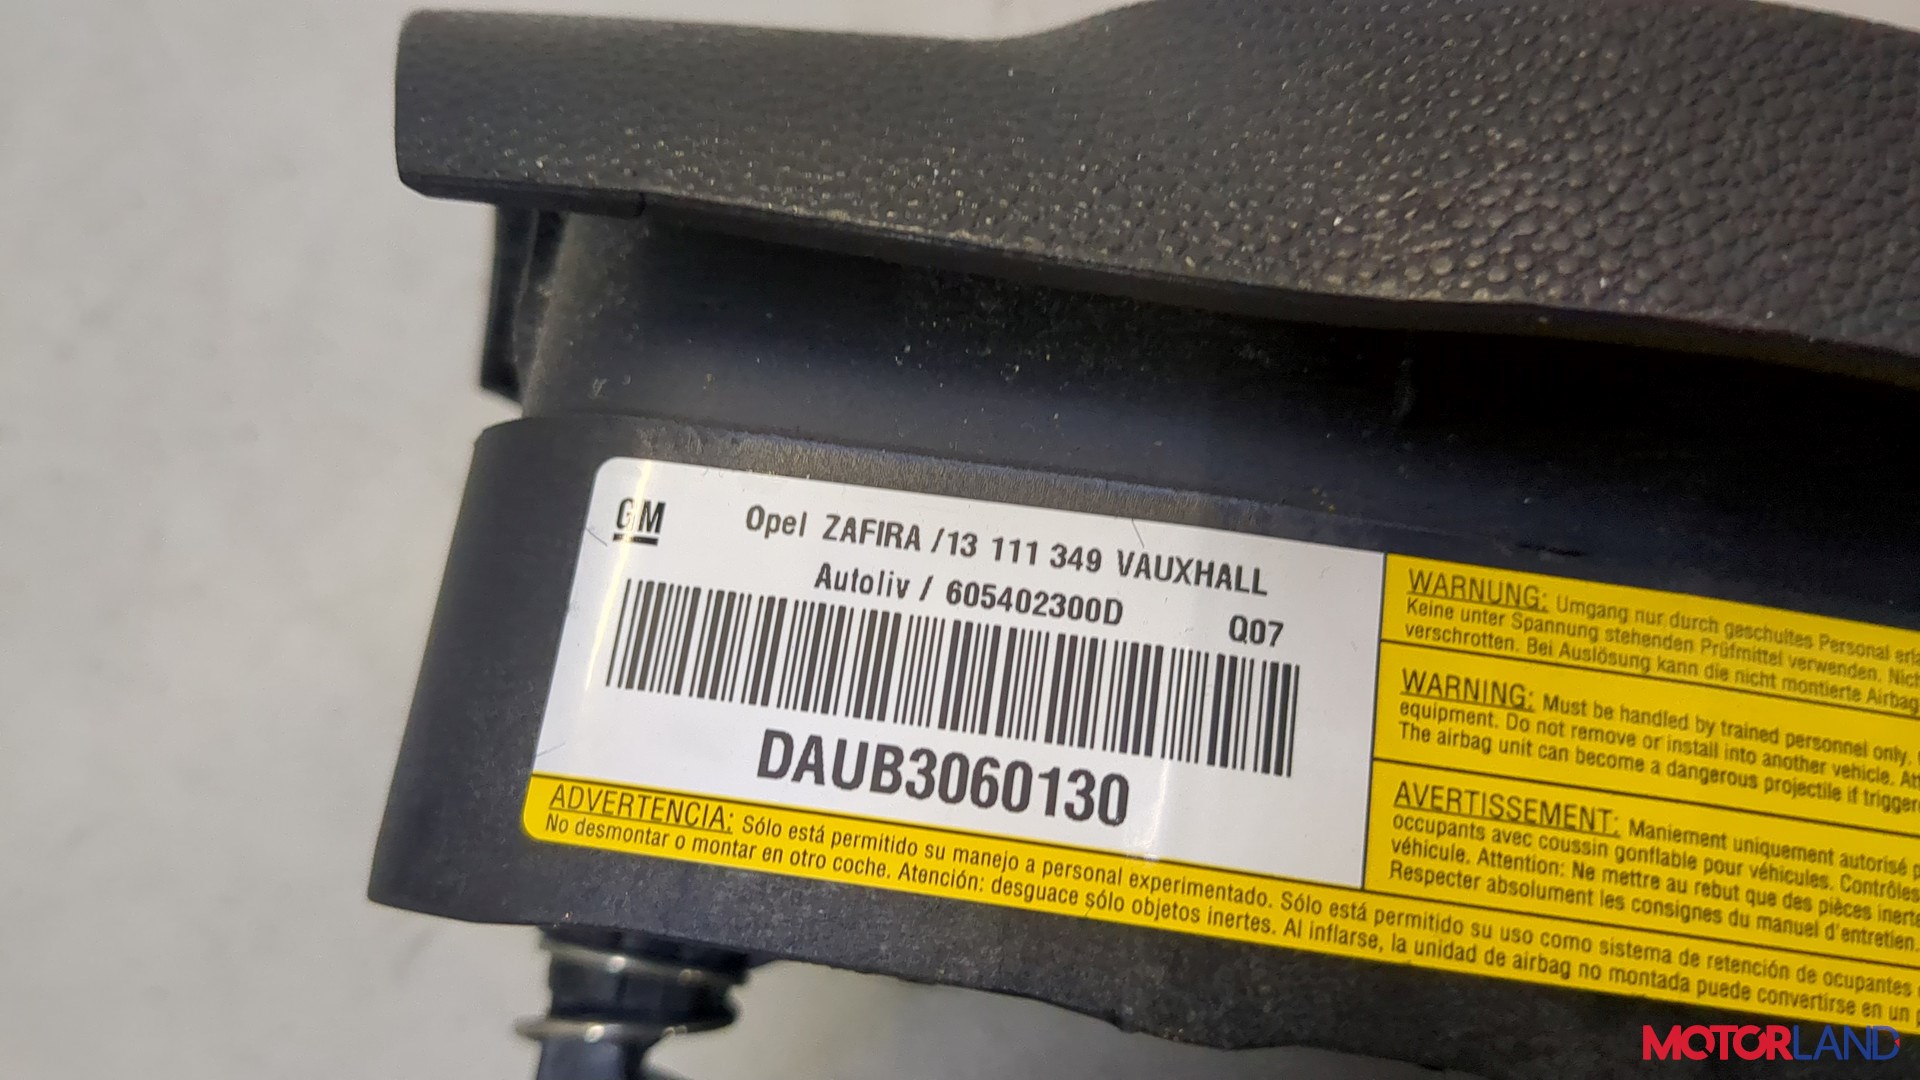 GM
Opel ZAFIRA /13 111 349 VAUXHALL
Autoliv / 605402300D
Q07
DAUB3060130
ADVERTENCIA: Sólo está permitido su manejo a personal experimentado. Sólo está permitido su uso como sistema de retención de ocupantes
No desmontar o montar en otro coche. Atención: desguace sólo objetos inertes. Al inflarse, la unidad de airbag no montada puede convertirse en un
WARNUNG: Umgang nur durch geschultes Personal
Keine unter Spannung stehenden Prüfmittel verwenden.
verschrotten. Bei Auslösung kann die nicht montierte Airbag
WARNING: Must be handled by trained personnel only.
equipment. Do not remove or install into another vehicle.
The airbag unit can become a dangerous projectile if
AVERTISSEMENT: Maniement uniquement autorisé
occupants avec coussin gonflable pour véhicules.
véhicule. Attention: Ne mettre au rebut que des pièces
Respecter absolument les consignes du manuel d'entretien.
MOTORLAND